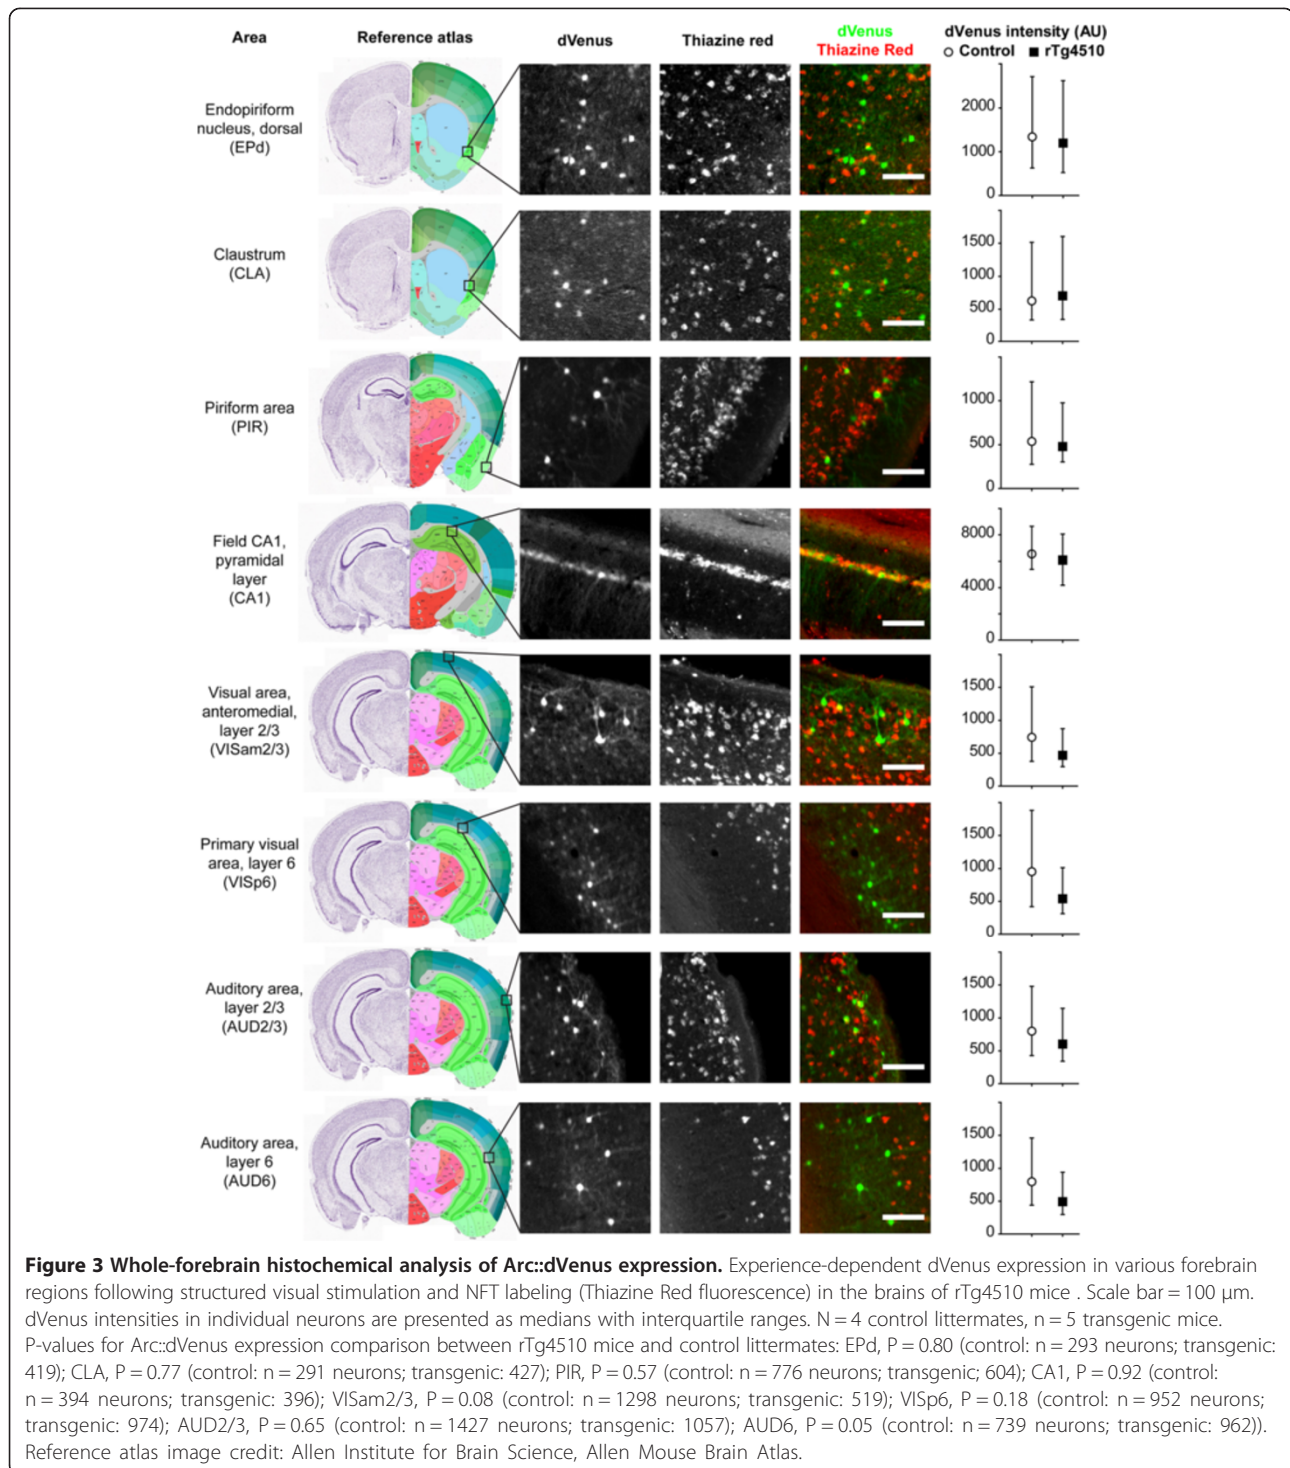 Area
Reference atlas
dVenus
Thiazine red
dVenus
Thiazine Red
dVenus intensity (AU)
Control rTg4510
Endopiriform
nucleus, dorsal
(EPd)
2000
1000
0
Claustrum
(CLA)
1500
1000
500
0
Piriform area
(PIR)
1000
500
0
Field CA1,
pyramidal
layer
(CA1)
8000
4000
0
Visual area,
anteromedial,
layer 2/3
(VISam2/3)
1500
1000
500
0
Primary visual
area, layer 6
(VISp6)
1500
1000
500
0
Auditory area,
layer 2/3
(AUD2/3)
1500
1000
500
0
Auditory area,
layer 6
(AUD6)
1500
1000
500
0
Figure 3 Whole-forebrain histochemical analysis of Arc::dVenus expression. Experience-dependent dVenus expression in various forebrain
regions following structured visual stimulation and NFT labeling (Thiazine Red fluorescence) in the brains of rTg4510 mice . Scale bar = 100 μm.
dVenus intensities in individual neurons are presented as medians with interquartile ranges. N = 4 control littermates, n = 5 transgenic mice.
P-values for Arc::dVenus expression comparison between rTg4510 mice and control littermates: EPd, P = 0.80 (control: n = 293 neurons; transgenic:
419); CLA, P = 0.77 (control: n = 291 neurons; transgenic: 427); PIR, P = 0.57 (control: n = 776 neurons; transgenic; 604); CA1, P = 0.92 (control:
n = 394 neurons; transgenic: 396); VISam2/3, P = 0.08 (control: n = 1298 neurons; transgenic: 519); VISp6, P = 0.18 (control: n = 952 neurons;
transgenic: 974); AUD2/3, P = 0.65 (control: n = 1427 neurons; transgenic: 1057); AUD6, P = 0.05 (control: n = 739 neurons; transgenic: 962)).
Reference atlas image credit: Allen Institute for Brain Science, Allen Mouse Brain Atlas.